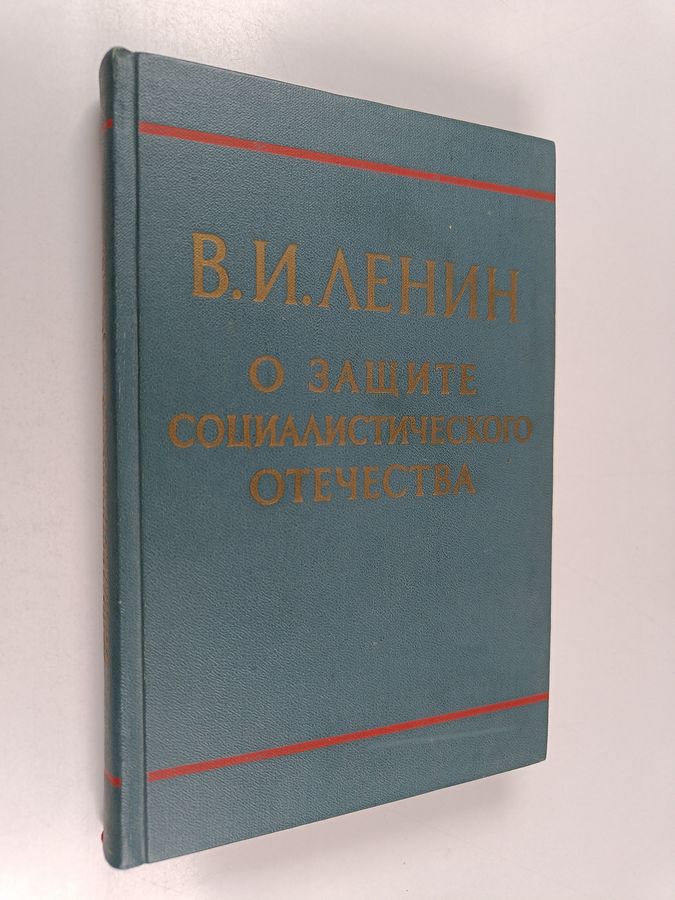 В. И. ЛЕНИН
О ЗАЩИТЕ
СОЦИАЛИСТИЧЕСКОГО
ОТЕЧЕСТВА